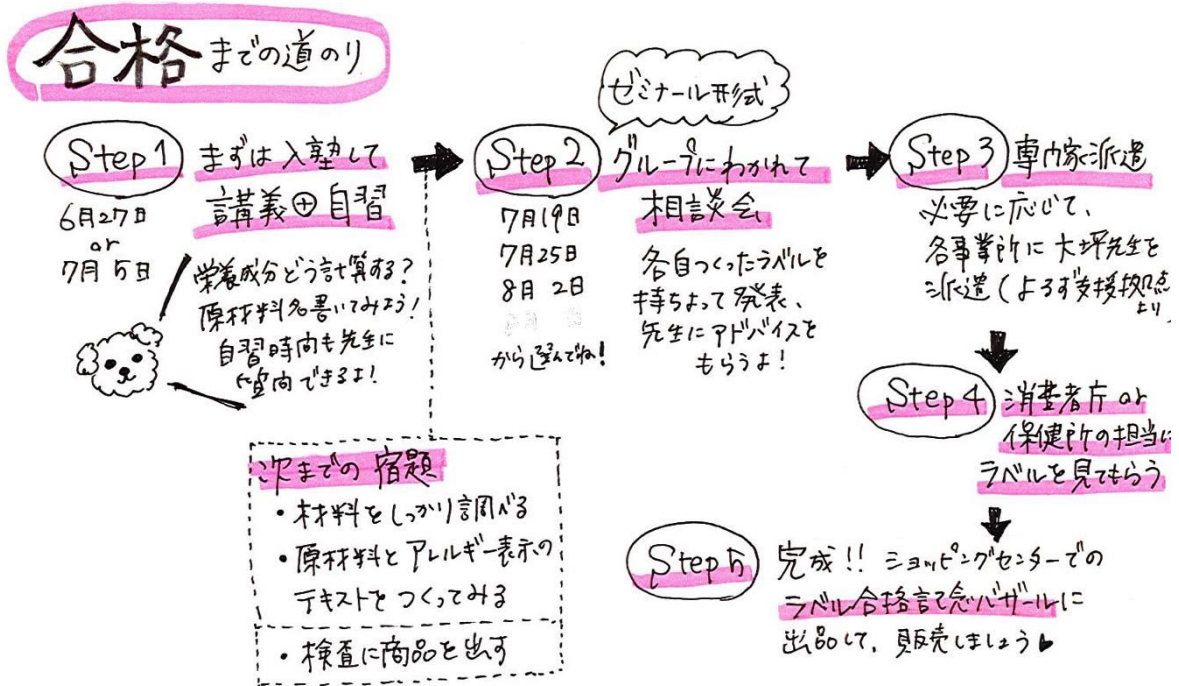 合格までの道のり
Step 1
まずは入塾して
講義⊕自習
6月27日
or
7月5日
栄養成分どう計算する?
原材料名書いてみよう!
自習時間も先生に
質問できるよ!
次までの宿題
・材料をしっかり調べる
・原材料とアレルギー表示の
テキストをつくってみる
・検査に商品を出す
ゼミナール形式
Step 2
グループにわかれて
相談会
7月19日
7月25日
8月2日
から選んでね!
各自つくったラベルを
持ちよって発表、
先生にアドバイスを
もらうよ!
Step 3
専門家派遣
必要に応じて、
各事業所に大坪先生を
派遣(よろず支援拠点
より
Step 4
消費者庁or
保健所の担当に
ラベルを見てもらう
Step 5
完成!! ショッピングセンターでの
ラベル合格記念バザールに
出品して、販売しましょう